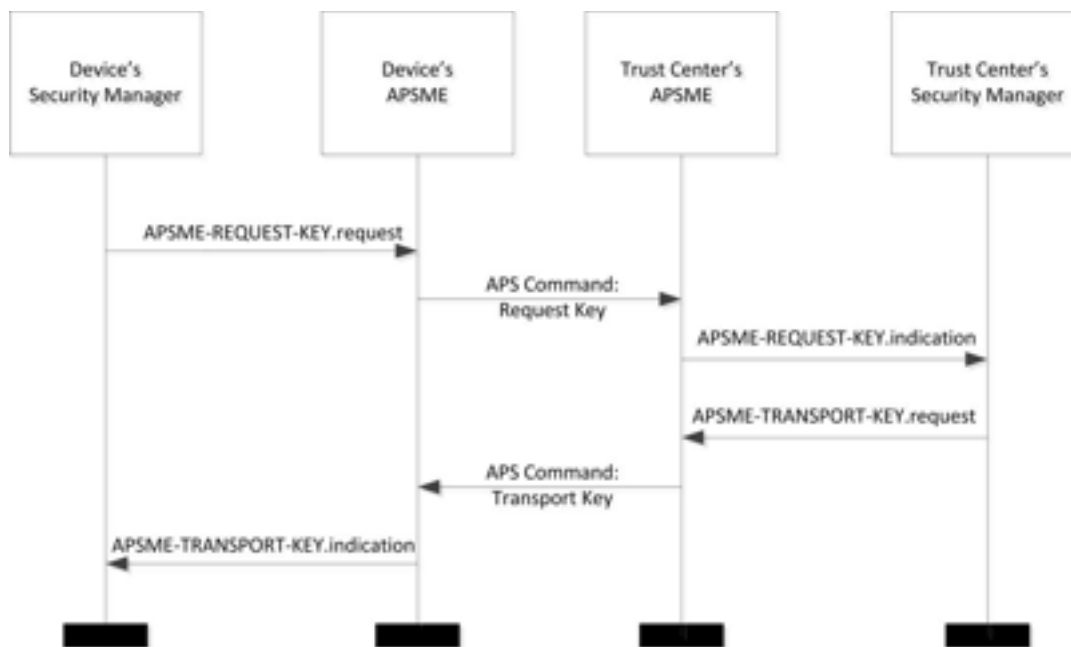 Device's
Security Manager
Device's
APSME
Trust Center's
APSME
Trust Center's
Security Manager
APSME-REQUEST-KEY.request
APS Command:
Request Key
APSME-REQUEST-KEY.indication
APSME-TRANSPORT-KEY.request
APS Command:
Transport Key
APSME-TRANSPORT-KEY.indication